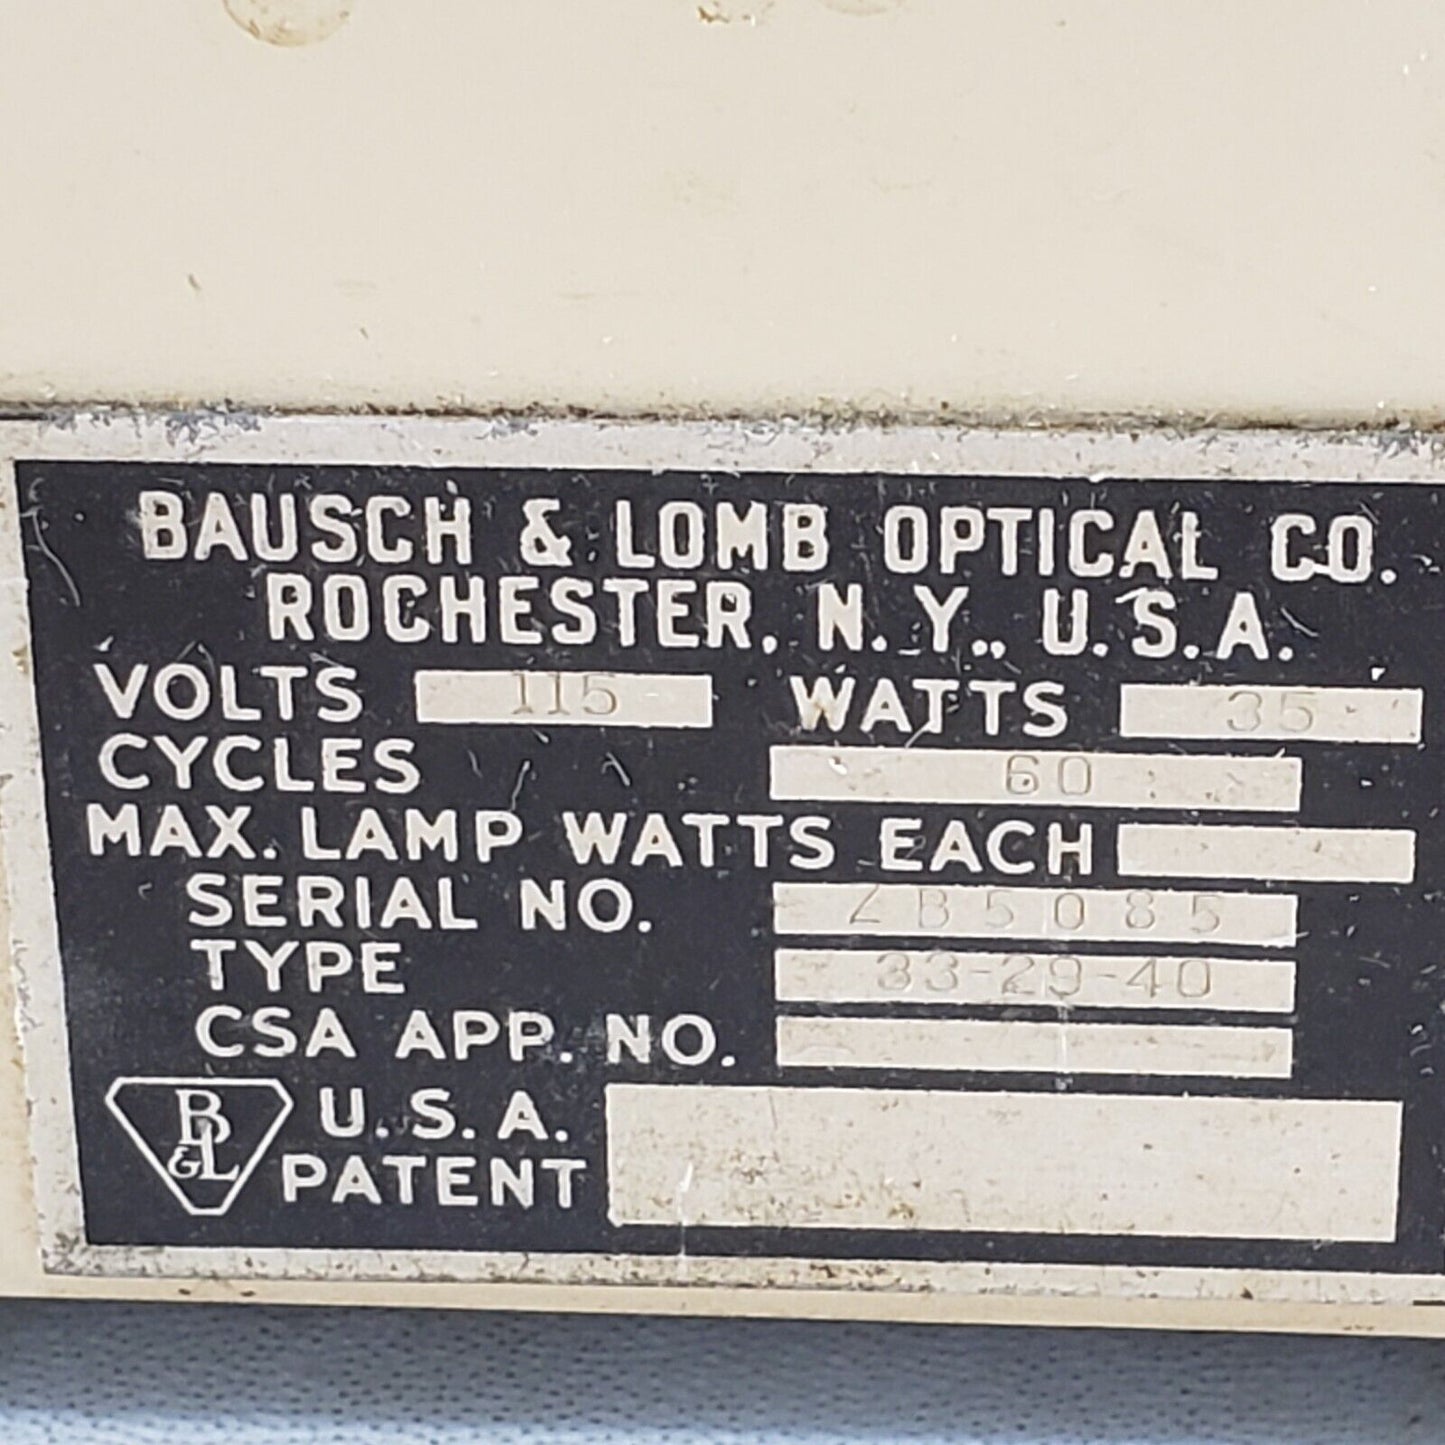 BAUSCH & LOMB OPTICAL CO.
ROCHESTER, N.Y., U.S.A.
VOLTS 115 WATTS 35
CYCLES 60
MAX. LAMP WATTS EACH
SERIAL NO. ZB5085
TYPE 33-29-40
CSA APP. NO.
B&L U.S.A.
PATENT